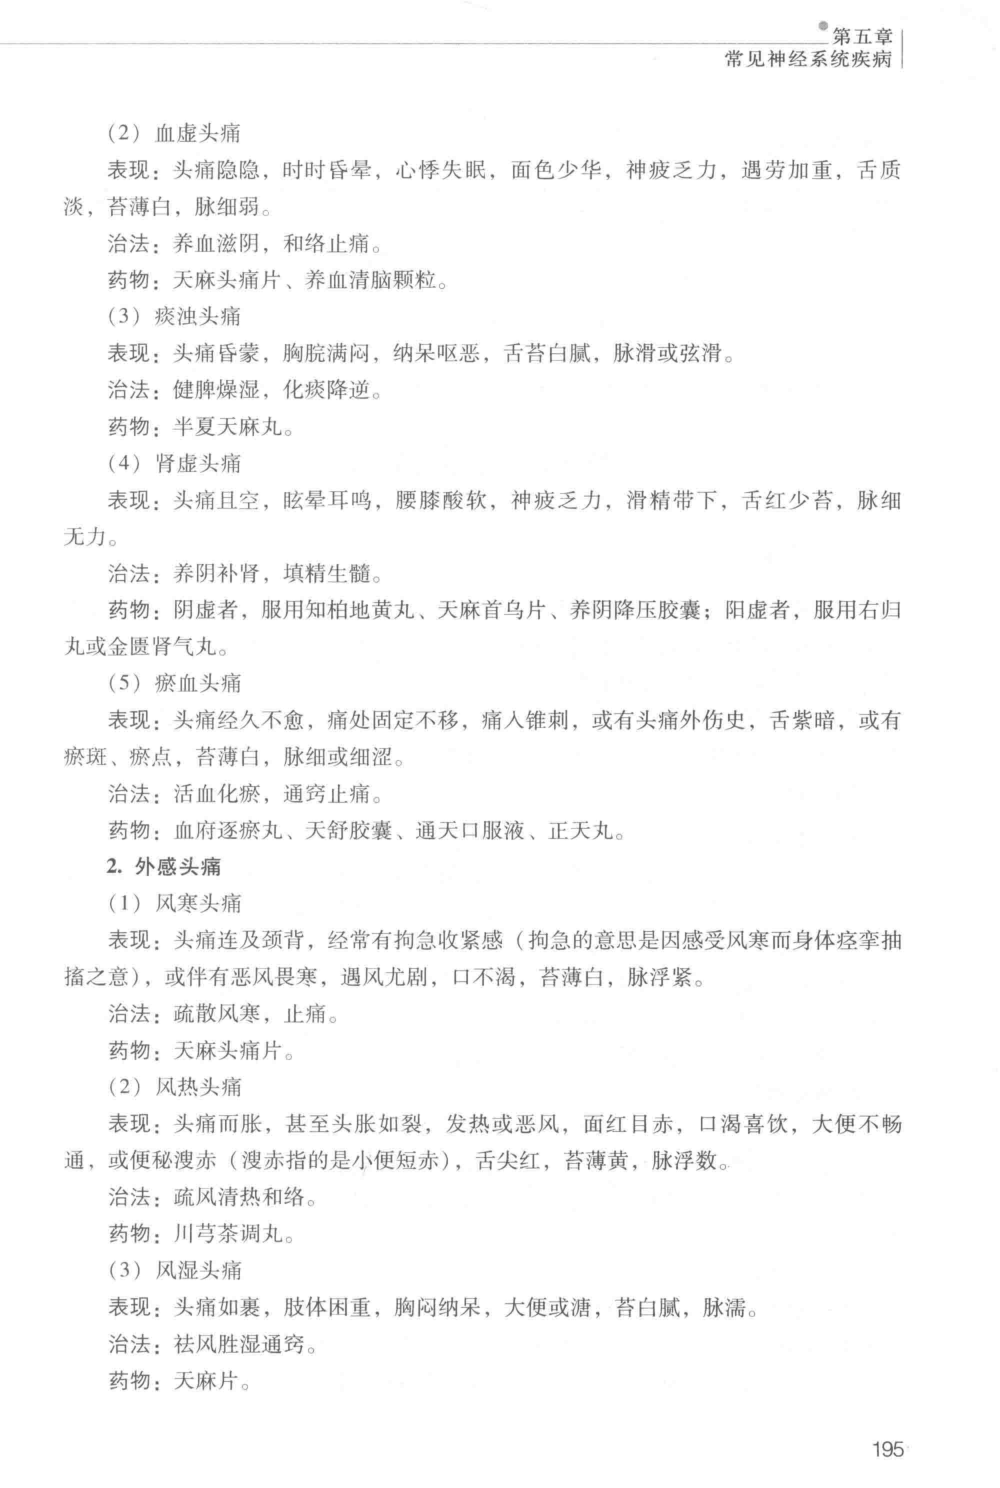 第五章
常见神经系统疾病
（2）血虚头痛
表现：头痛隐隐，时时昏晕，心悸失眠，面色少华，神疲乏力，遇劳加重，舌质
淡，苔薄白，脉细弱。
治法：养血滋阴，和络止痛。
药物：天麻头痛片、养血清脑颗粒。
（3）痰浊头痛
表现：头痛昏蒙，胸脘满闷，纳呆呕恶，舌苔白腻，脉滑或弦滑。
治法：健脾燥湿，化痰降逆。
药物：半夏天麻丸。
（4）肾虚头痛
表现：头痛且空，眩晕耳鸣，腰膝酸软，神疲乏力，滑精带下，舌红少苔，脉细
无力。
治法：养阴补肾，填精生髓。
药物：阴虚者，服用知柏地黄丸、天麻首乌片、养阴降压胶囊；阳虚者，服用右归
丸或金匮肾气丸。
（5）瘀血头痛
表现：头痛经久不愈，痛处固定不移，痛入锥刺，或有头痛外伤史，舌紫暗，或有
瘀斑、瘀点，苔薄白，脉细或细涩。
治法：活血化瘀，通窍止痛。
药物：血府逐瘀丸、天舒胶囊、通天口服液、正天丸。
2. 外感头痛
（1）风寒头痛
表现：头痛连及颈背，经常有拘急收紧感（拘急的意思是因感受风寒而身体痉挛抽
搐之意），或伴有恶风畏寒，遇风尤剧，口不渴，苔薄白，脉浮紧。
治法：疏散风寒，止痛。
药物：天麻头痛片。
（2）风热头痛
表现：头痛而胀，甚至头胀如裂，发热或恶风，面红目赤，口渴喜饮，大便不畅
通，或便秘溲赤（溲赤指的是小便短赤），舌尖红，苔薄黄，脉浮数。
治法：疏风清热和络。
药物：川芎茶调丸。
（3）风湿头痛
表现：头痛如裹，肢体困重，胸闷纳呆，大便或溏，苔白腻，脉濡。
治法：祛风胜湿通窍。
药物：天麻片。
195